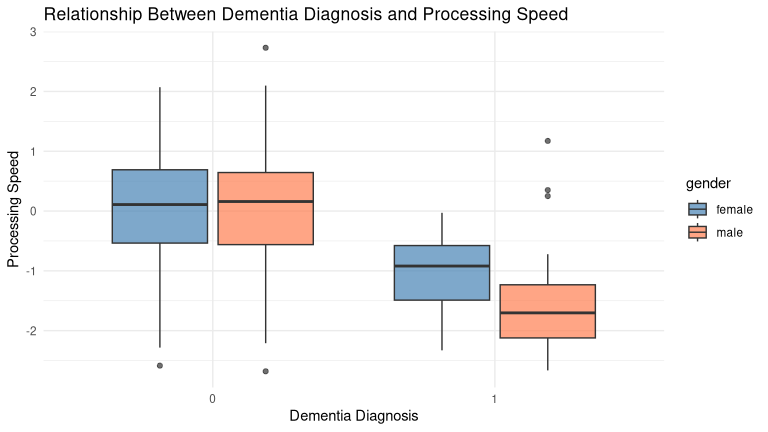 Relationship Between Dementia Diagnosis and Processing Speed
3
2
1
0
-1
-2
Processing Speed
0
1
Dementia Diagnosis
gender
female
male